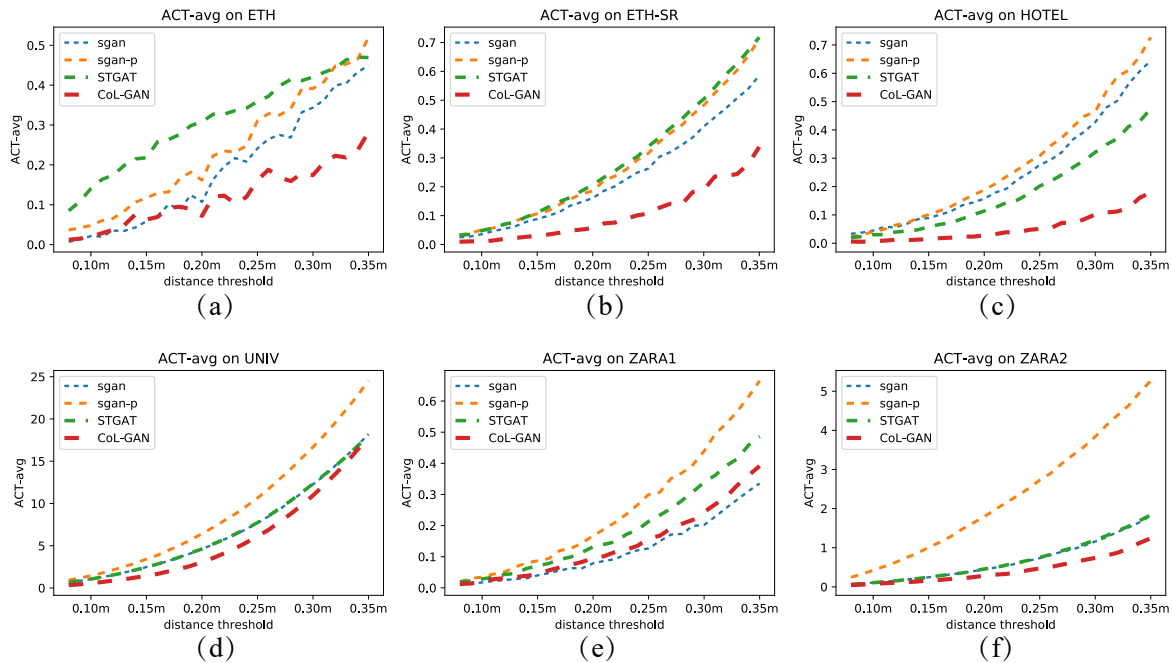 ACT-avg on ETH
0.5
0.4
0.3
0.2
0.1
0.0
ACT-avg
sgan
sgan-p
STGAT
CoL-GAN
0.10m 0.15m 0.20m 0.25m 0.30m 0.35m
distance threshold
(a)
ACT-avg on ETH-SR
0.7
0.6
0.5
0.4
0.3
0.2
0.1
0.0
ACT-avg
sgan
sgan-p
STGAT
CoL-GAN
0.10m 0.15m 0.20m 0.25m 0.30m 0.35m
distance threshold
(b)
ACT-avg on HOTEL
0.7
0.6
0.5
0.4
0.3
0.2
0.1
0.0
ACT-avg
sgan
sgan-p
STGAT
CoL-GAN
0.10m 0.15m 0.20m 0.25m 0.30m 0.35m
distance threshold
(c)
ACT-avg on UNIV
25
20
15
10
5
0
ACT-avg
sgan
sgan-p
STGAT
CoL-GAN
0.10m 0.15m 0.20m 0.25m 0.30m 0.35m
distance threshold
(d)
ACT-avg on ZARA1
0.6
0.5
0.4
0.3
0.2
0.1
0.0
ACT-avg
sgan
sgan-p
STGAT
CoL-GAN
0.10m 0.15m 0.20m 0.25m 0.30m 0.35m
distance threshold
(e)
ACT-avg on ZARA2
5
4
3
2
1
0
ACT-avg
sgan
sgan-p
STGAT
CoL-GAN
0.10m 0.15m 0.20m 0.25m 0.30m 0.35m
distance threshold
(f)